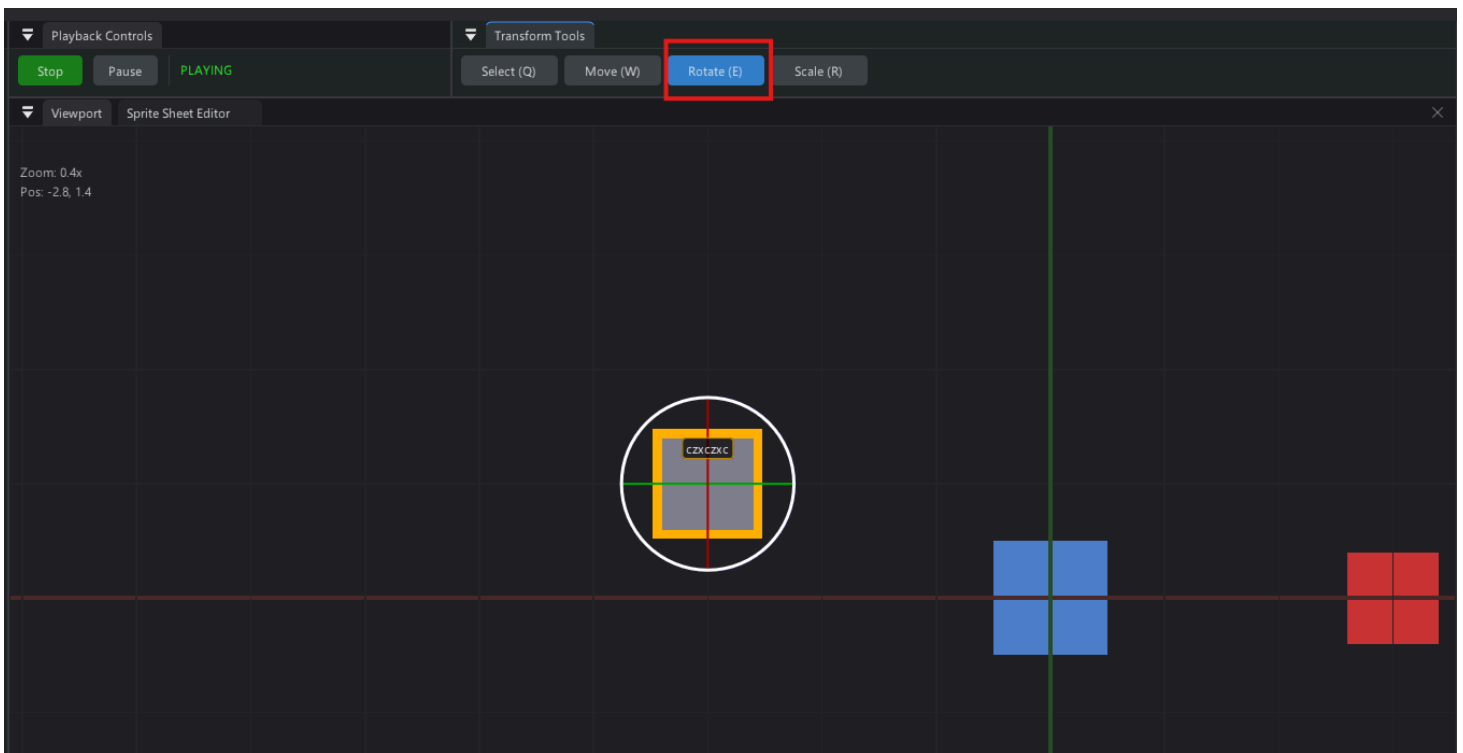 Playback Controls
Transform Tools
Stop
Pause
PLAYING
Select (Q)
Move (W)
Rotate (E)
Scale (R)
Viewport
Sprite Sheet Editor
Zoom: 0.4x
Pos: -2.8, 1.4
czxczxc